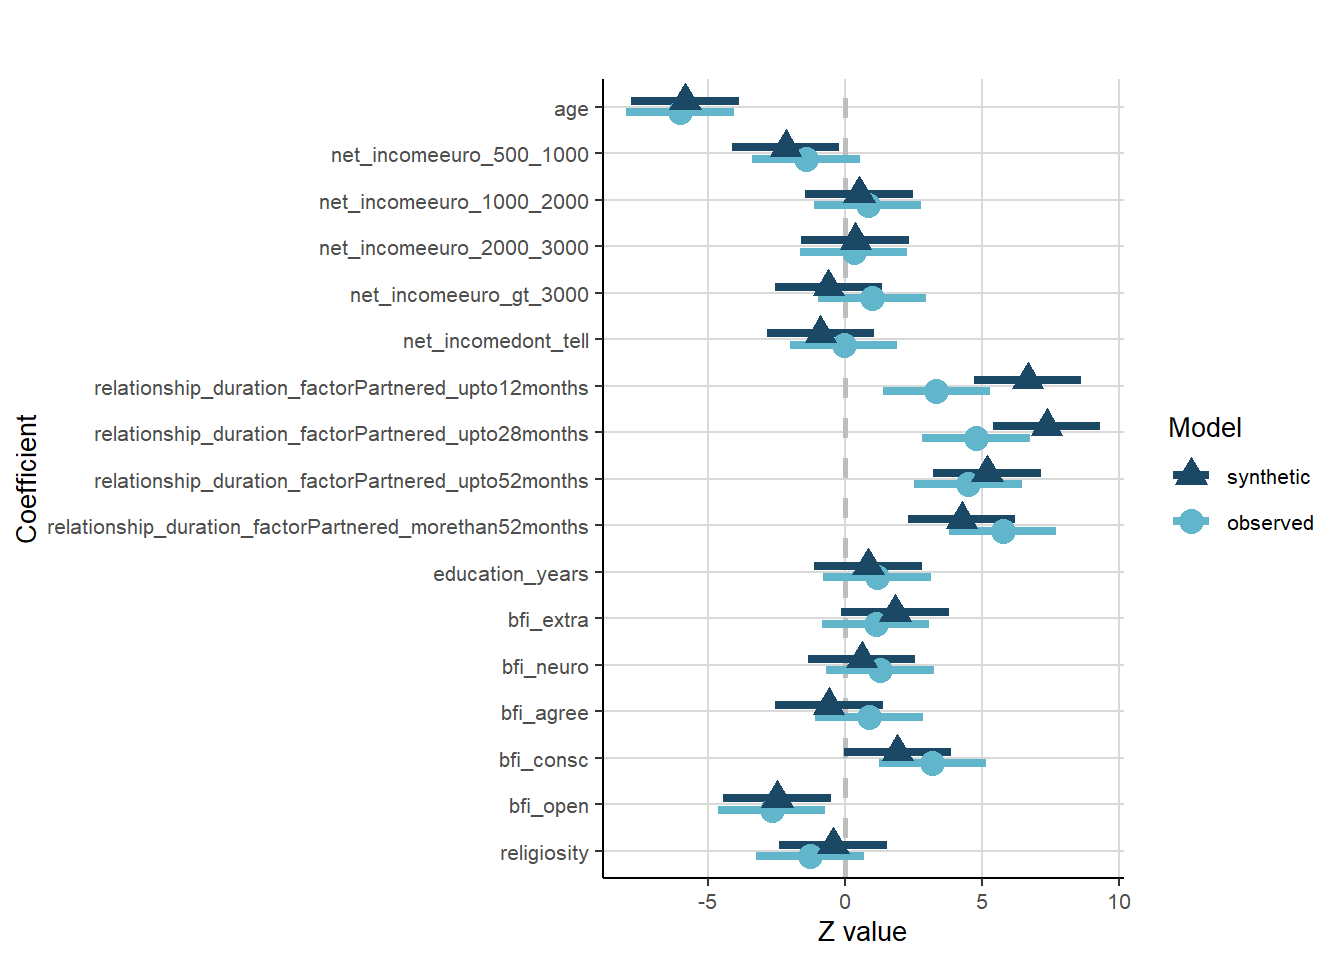 age
net_incomeeuro_500_1000
net_incomeeuro_1000_2000
net_incomeeuro_2000_3000
net_incomeeuro_gt_3000
net_incomedont_tell
relationship_duration_factorPartnered_upto12months
relationship_duration_factorPartnered_upto28months
relationship_duration_factorPartnered_upto52months
relationship_duration_factorPartnered_morethan52months
education_years
bfi_extra
bfi_neuro
bfi_agree
bfi_consc
bfi_open
religiosity
Coefficient
-5
0
5
10
Z value
Model
synthetic
observed